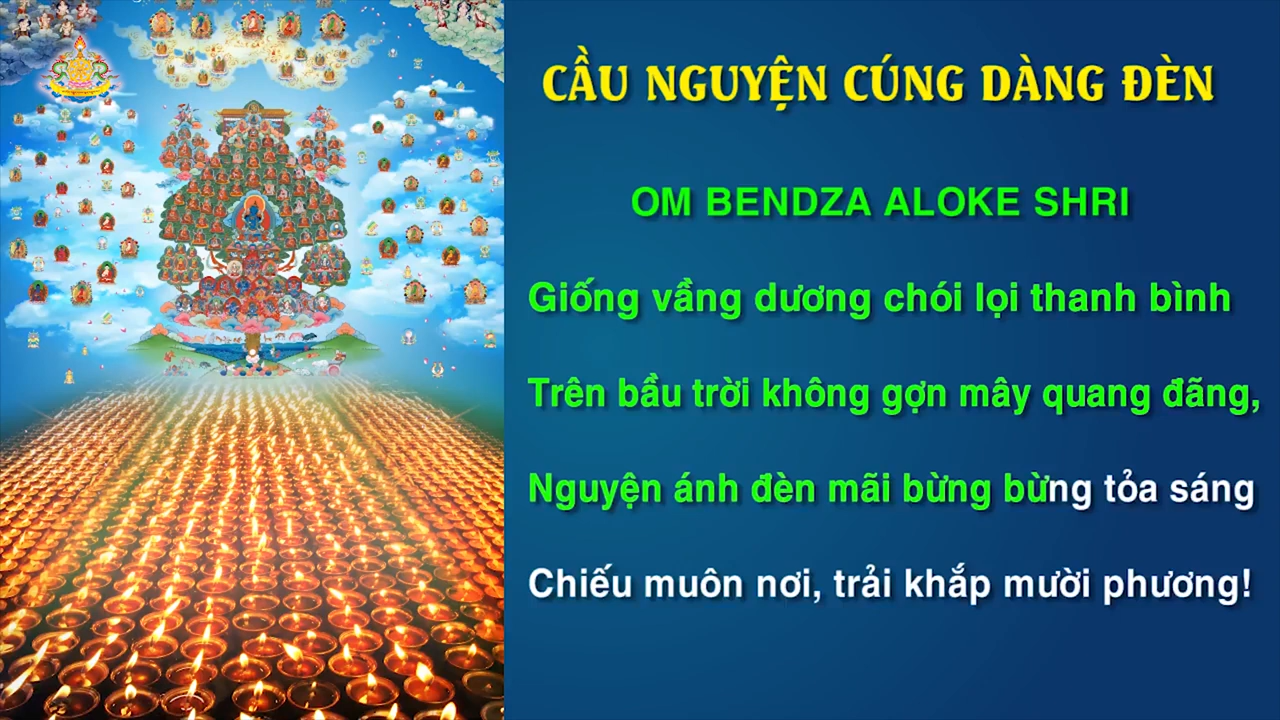 CẦU NGUYỆN CÚNG DÀNG ĐÈN
OM BENDZA ALOKE SHRI
Giống vầng dương chói lọi thanh bình
Trên bầu trời không gợn mây quang đãng,
Nguyện ánh đèn mãi bừng bừng tỏa sáng
Chiếu muôn nơi, trải khắp mười phương!